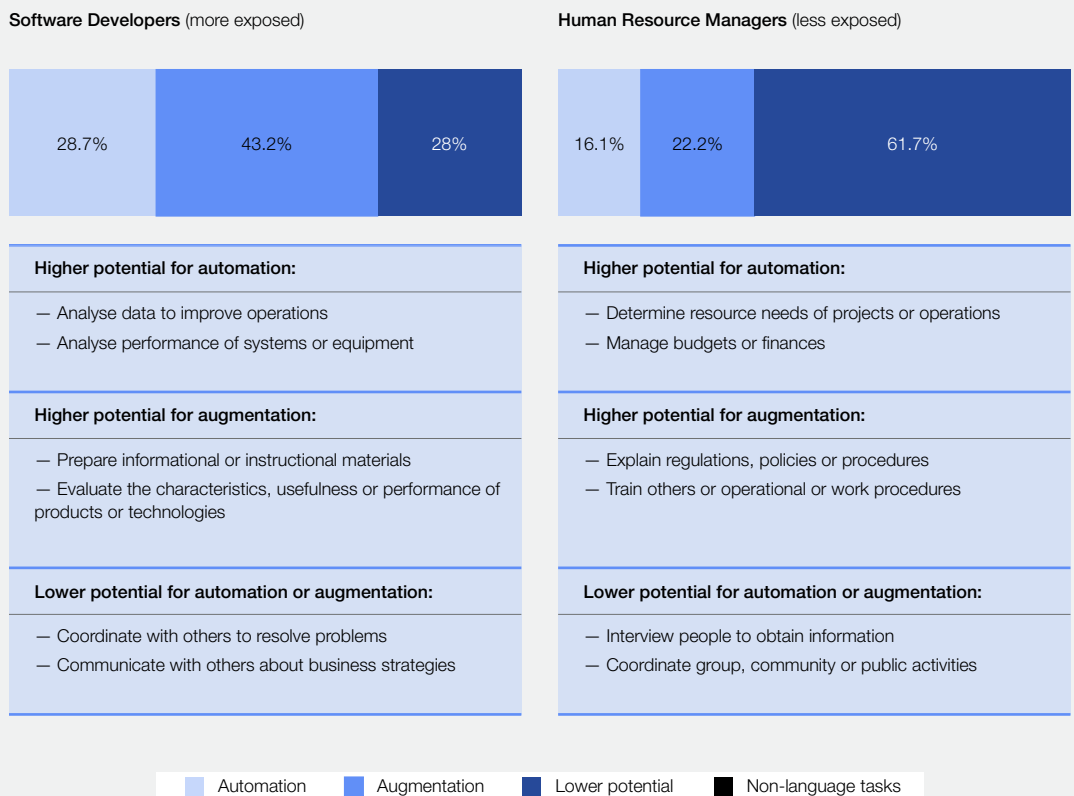 Software Developers (more exposed)
28.7%
43.2%
28%
Higher potential for automation:
— Analyse data to improve operations
— Analyse performance of systems or equipment
Higher potential for augmentation:
— Prepare informational or instructional materials
— Evaluate the characteristics, usefulness or performance of
products or technologies
Lower potential for automation or augmentation:
— Coordinate with others to resolve problems
— Communicate with others about business strategies
Human Resource Managers (less exposed)
16.1%
22.2%
61.7%
Higher potential for automation:
— Determine resource needs of projects or operations
— Manage budgets or finances
Higher potential for augmentation:
— Explain regulations, policies or procedures
— Train others or operational or work procedures
Lower potential for automation or augmentation:
— Interview people to obtain information
— Coordinate group, community or public activities
Automation
Augmentation
Lower potential
Non-language tasks